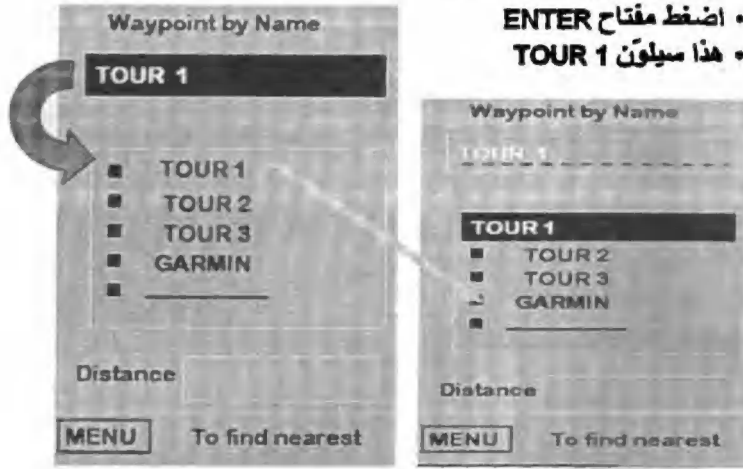 • اضغط مفتاح ENTER
• هذا سيلوّن TOUR 1
Waypoint by Name
TOUR 1
TOUR 1
TOUR 2
TOUR 3
GARMIN
Distance
MENU To find nearest
Waypoint by Name
TOUR 1
TOUR 1
TOUR 2
TOUR 3
GARMIN
Distance
MENU To find nearest